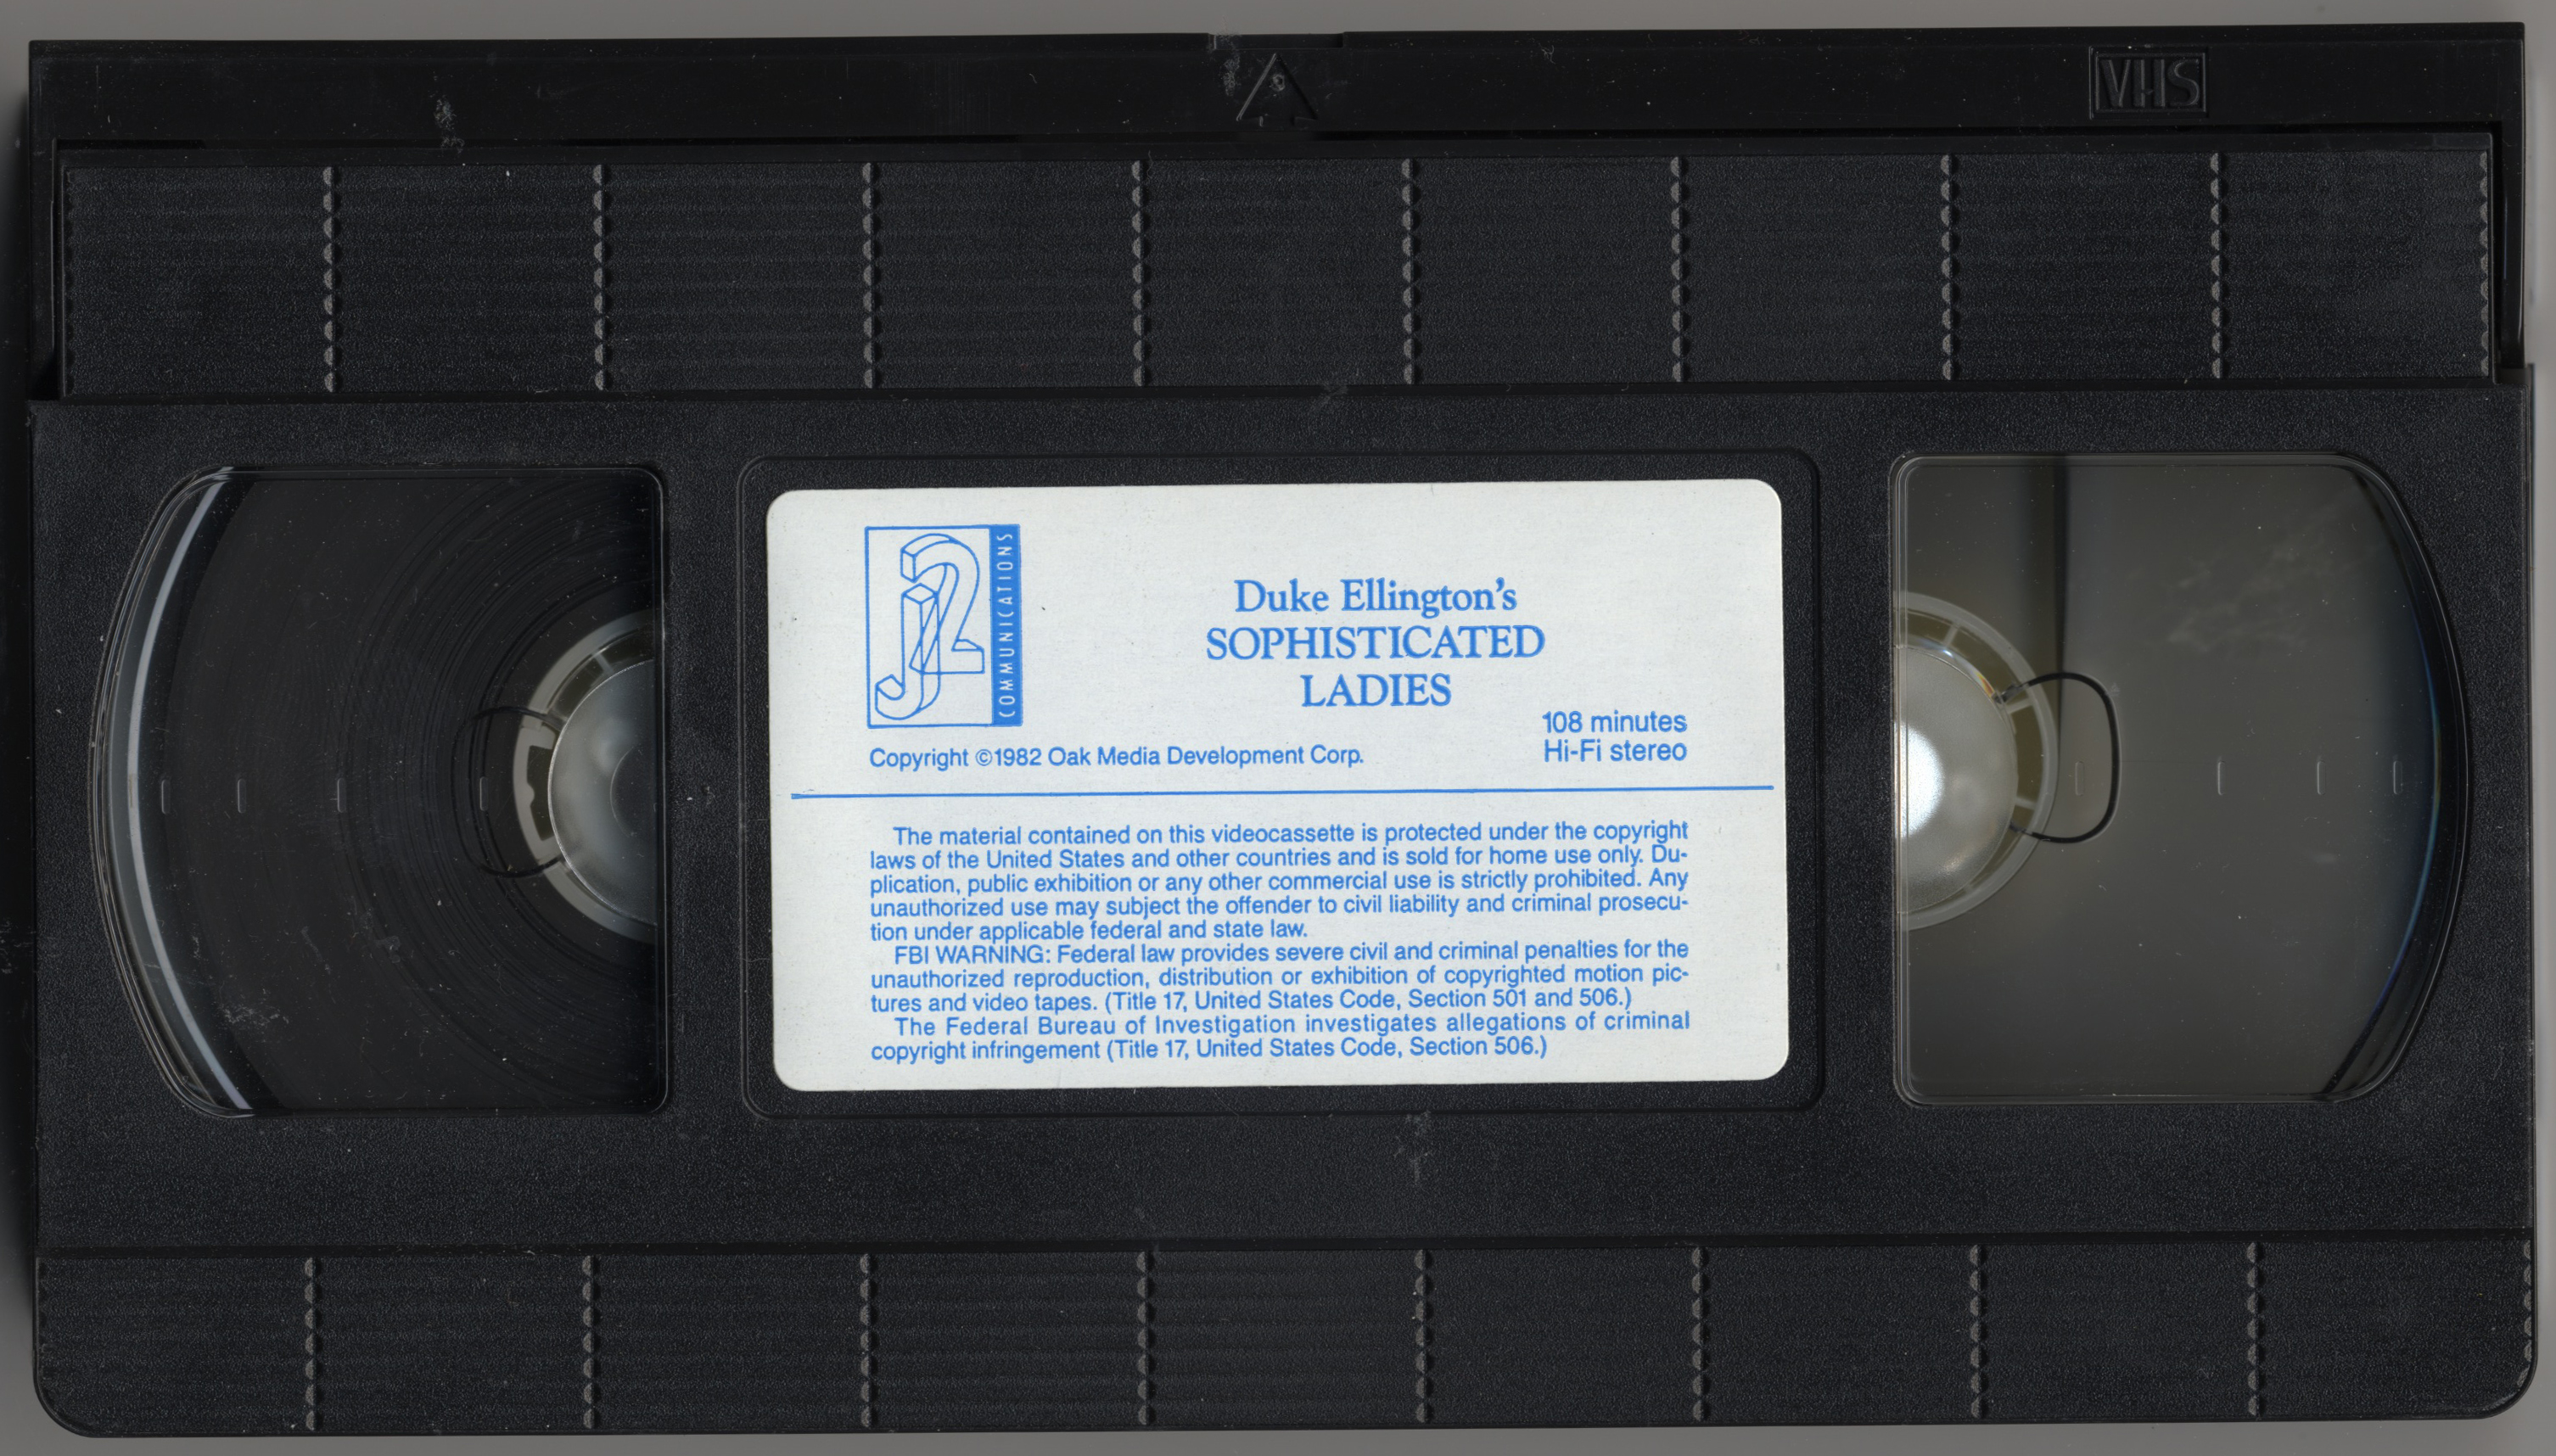 VHS
J2
COMMUNICATIONS
Duke Ellington's
SOPHISTICATED
LADIES
108 minutes
Hi-Fi stereo
Copyright ©1982 Oak Media Development Corp.
The material contained on this videocassette is protected under the copyright
laws of the United States and other countries and is sold for home use only. Du-
plication, public exhibition or any other commercial use is strictly prohibited. Any
unauthorized use may subject the offender to civil liability and criminal prosecu-
tion under applicable federal and state law.
FBI WARNING: Federal law provides severe civil and criminal penalties for the
unauthorized reproduction, distribution or exhibition of copyrighted motion pic-
tures and video tapes. (Title 17, United States Code, Section 501 and 506.)
The Federal Bureau of Investigation investigates allegations of criminal
copyright infringement (Title 17, United States Code, Section 506.)